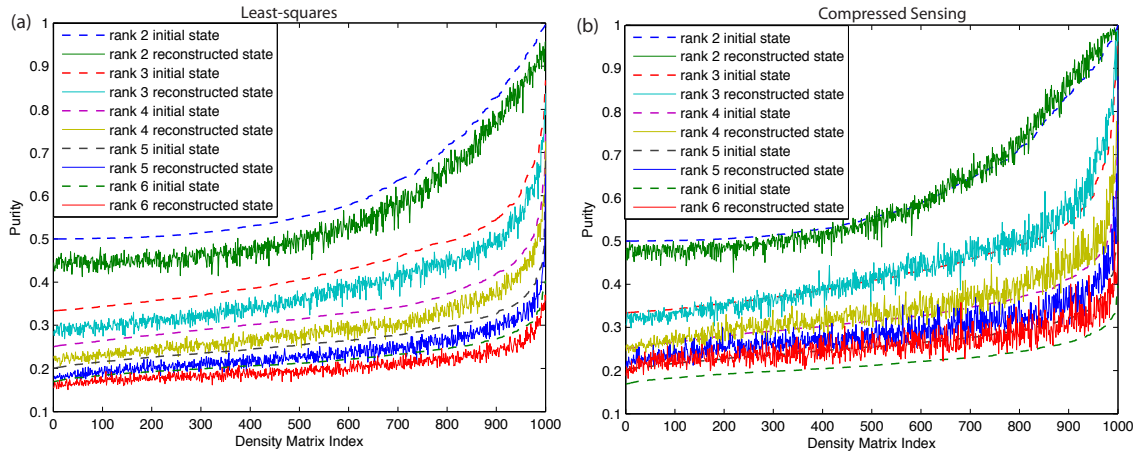 (a)
Least-squares
rank 2 initial state
rank 2 reconstructed state
rank 3 initial state
rank 3 reconstructed state
rank 4 initial state
rank 4 reconstructed state
rank 5 initial state
rank 5 reconstructed state
rank 6 initial state
rank 6 reconstructed state
Purity
1
0.9
0.8
0.7
0.6
0.5
0.4
0.3
0.2
0.1
0 100 200 300 400 500 600 700 800 900 1000
Density Matrix Index
(b)
Compressed Sensing
rank 2 initial state
rank 2 reconstructed state
rank 3 initial state
rank 3 reconstructed state
rank 4 initial state
rank 4 reconstructed state
rank 5 initial state
rank 5 reconstructed state
rank 6 initial state
rank 6 reconstructed state
Purity
1
0.9
0.8
0.7
0.6
0.5
0.4
0.3
0.2
0.1
0 100 200 300 400 500 600 700 800 900 1000
Density Matrix Index